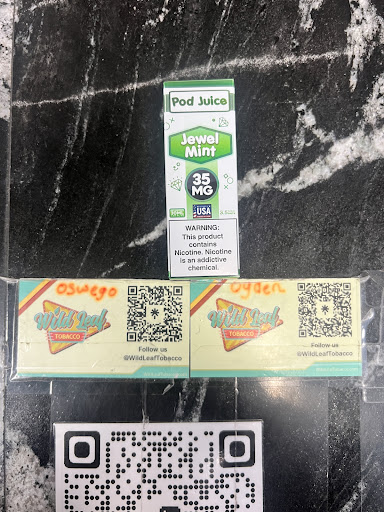 Pod Juice
Jewel
Mint
35
MG
USA
WARNING:
This product
contains
Nicotine. Nicotine
is an addictive
chemical.
oswego
Wild Leaf
TOBACCO
Follow us
@WildLeafTobacco
ogden
Wild Leaf
TOBACCO
Follow us
@WildLeafTobacco